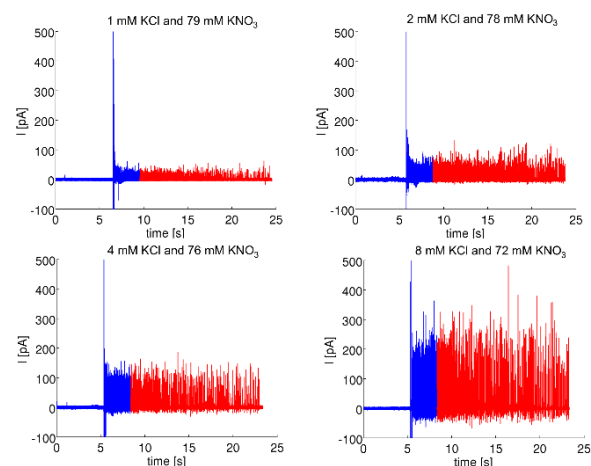 1 mM KCl and 79 mM KNO₃
500
400
300
200
100
0
-100
I [pA]
0 5 10 15 20 25
time [s]
2 mM KCl and 78 mM KNO₃
500
400
300
200
100
0
-100
I [pA]
0 5 10 15 20 25
time [s]
4 mM KCl and 76 mM KNO₃
500
400
300
200
100
0
-100
I [pA]
0 5 10 15 20 25
time [s]
8 mM KCl and 72 mM KNO₃
500
400
300
200
100
0
-100
I [pA]
0 5 10 15 20 25
time [s]